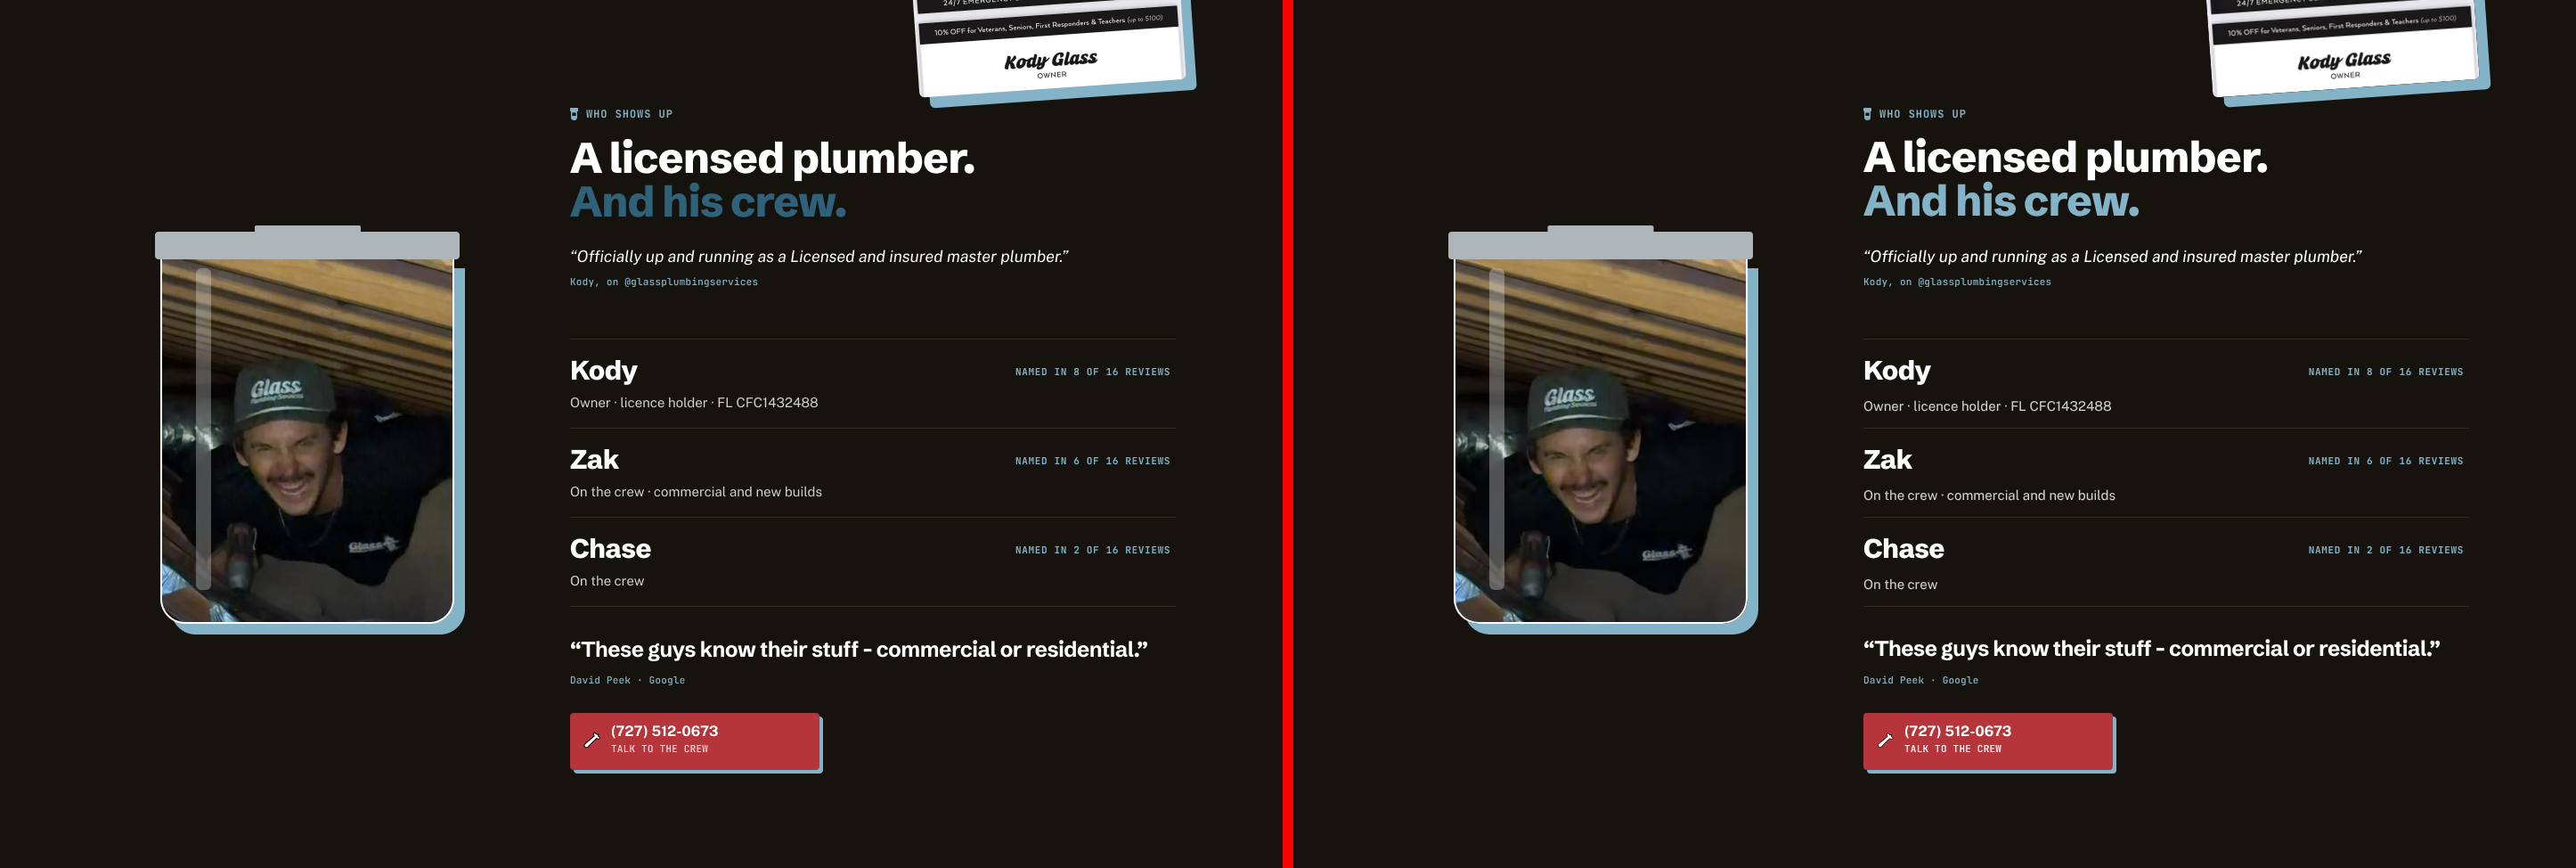 24/7 EMERGENCY
10% OFF for Veterans, Seniors, First Responders & Teachers (up to $100)
Kody Glass
OWNER
WHO SHOWS UP
A licensed plumber.
And his crew.
“Officially up and running as a Licensed and insured master plumber.”
Kody, on @glassplumbingservices
Glass
Plumbing Services
Glass
Kody
NAMED IN 8 OF 16 REVIEWS
Owner · licence holder · FL CFC1432488
Zak
NAMED IN 6 OF 16 REVIEWS
On the crew · commercial and new builds
Chase
NAMED IN 2 OF 16 REVIEWS
On the crew
“These guys know their stuff - commercial or residential.”
David Peek · Google
(727) 512-0673
TALK TO THE CREW
24/7 EMERGENCY
10% OFF for Veterans, Seniors, First Responders & Teachers (up to $100)
Kody Glass
OWNER
WHO SHOWS UP
A licensed plumber.
And his crew.
“Officially up and running as a Licensed and insured master plumber.”
Kody, on @glassplumbingservices
Glass
Plumbing Services
Glass
Kody
NAMED IN 8 OF 16 REVIEWS
Owner · licence holder · FL CFC1432488
Zak
NAMED IN 6 OF 16 REVIEWS
On the crew · commercial and new builds
Chase
NAMED IN 2 OF 16 REVIEWS
On the crew
“These guys know their stuff - commercial or residential.”
David Peek · Google
(727) 512-0673
TALK TO THE CREW